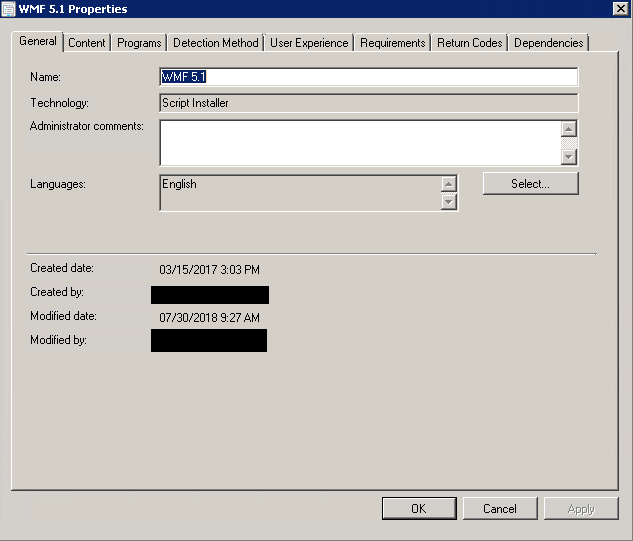 WMF 5.1 Properties
General Content Programs Detection Method User Experience Requirements Return Codes Dependencies
Name: WMF 5.1
Technology: Script Installer
Administrator comments:
Languages: English Select...
Created date: 03/15/2017 3:03 PM
Created by:
Modified date: 07/30/2018 9:27 AM
Modified by:
OK Cancel Apply